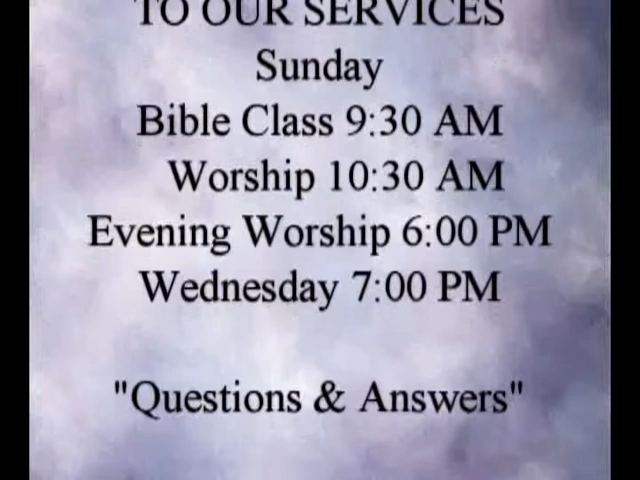 TO OUR SERVICES
Sunday
Bible Class 9:30 AM
Worship 10:30 AM
Evening Worship 6:00 PM
Wednesday 7:00 PM
"Questions & Answers"